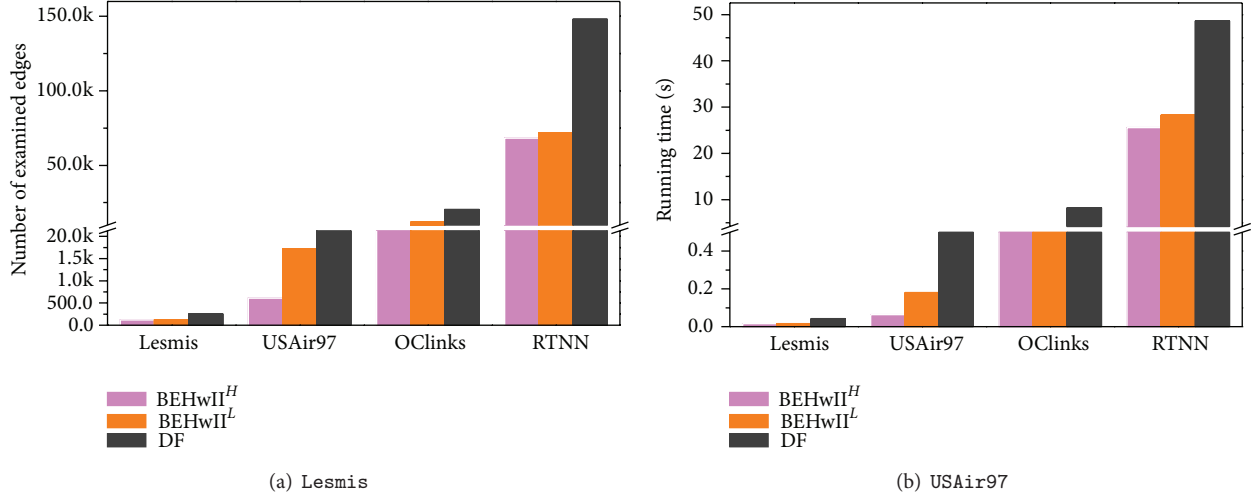 Number of examined edges
150.0k
100.0k
50.0k
20.0k
1.5k
1.0k
500.0
0.0
Lesmis USAir97 OClinks RTNN
BEHwII^H
BEHwII^L
DF
(a) Lesmis
Running time (s)
50
40
30
20
10
0.4
0.2
0.0
Lesmis USAir97 OClinks RTNN
BEHwII^H
BEHwII^L
DF
(b) USAir97